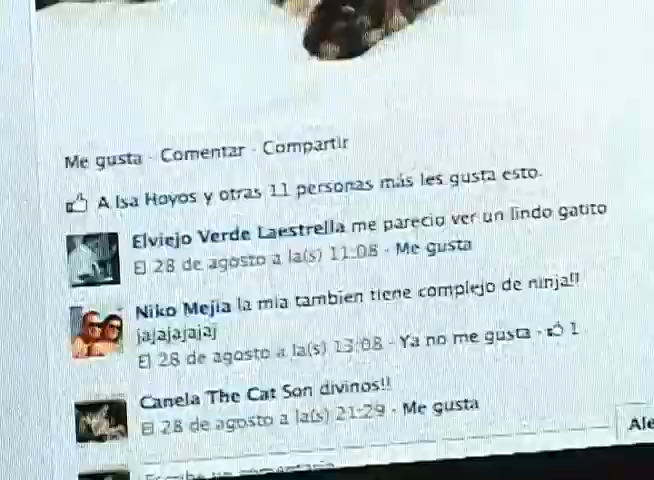 Me gusta · Comentar · Compartir
A Isa Hoyos y otras 11 personas más les gusta esto.
Elviejo Verde Laestrella me parecio ver un lindo gatito
El 28 de agosto a la(s) 11:08 · Me gusta
Niko Mejia la mia tambien tiene complejo de ninja!!
jajajajajaj
El 28 de agosto a la(s) 13:08 · Ya no me gusta · 1
Canela The Cat Son divinos!!
El 28 de agosto a la(s) 21:29 · Me gusta
Ale